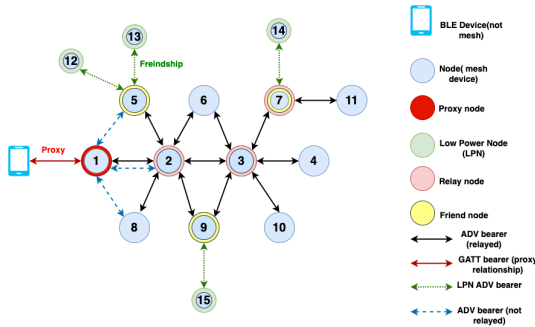 13
14
12
Freindship
5
6
7
11
Proxy
1
2
3
4
8
9
10
15
BLE Device(not
mesh)
Node( mesh
device)
Proxy node
Low Power Node
(LPN)
Relay node
Friend node
ADV bearer
(relayed)
GATT bearer (proxy
relationship)
LPN ADV bearer
ADV bearer (not
relayed)